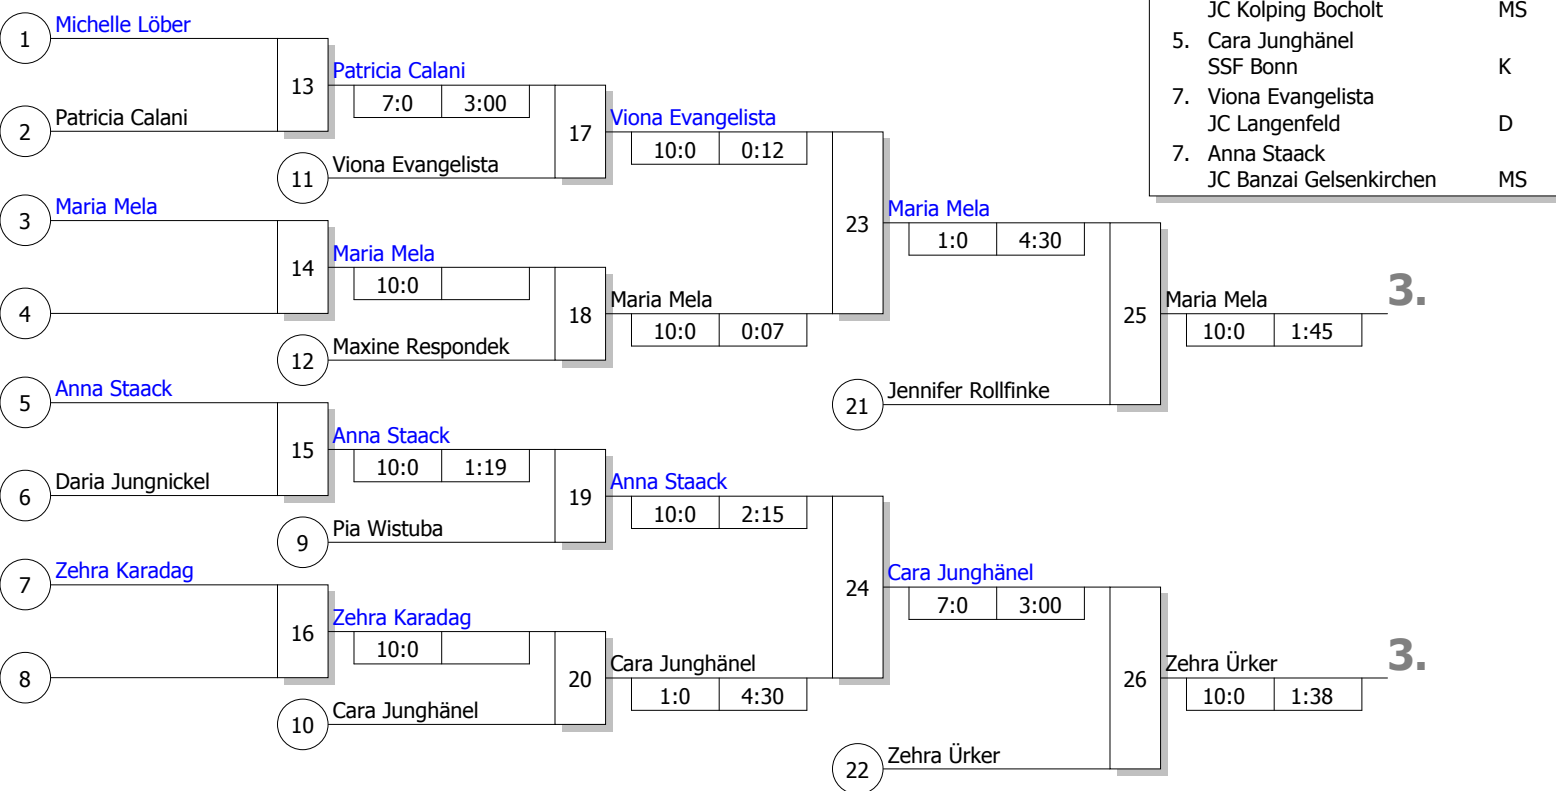 JC Kolping Bocholt MS
5. Cara Junghänel
SSF Bonn K
7. Viona Evangelista
JC Langenfeld D
7. Anna Staack
JC Banzai Gelsenkirchen MS
1 Michelle Löber
2 Patricia Calani
13 Patricia Calani
7:0 3:00
11 Viona Evangelista
17 Viona Evangelista
10:0 0:12
3 Maria Mela
4
14 Maria Mela
10:0
12 Maxine Respondek
18 Maria Mela
10:0 0:07
23 Maria Mela
1:0 4:30
21 Jennifer Rollfinke
25 Maria Mela 3.
10:0 1:45
5 Anna Staack
6 Daria Jungnickel
15 Anna Staack
10:0 1:19
9 Pia Wistuba
19 Anna Staack
10:0 2:15
7 Zehra Karadag
8
16 Zehra Karadag
10:0
10 Cara Junghänel
20 Cara Junghänel
1:0 4:30
24 Cara Junghänel
7:0 3:00
22 Zehra Ürker
26 Zehra Ürker 3.
10:0 1:38